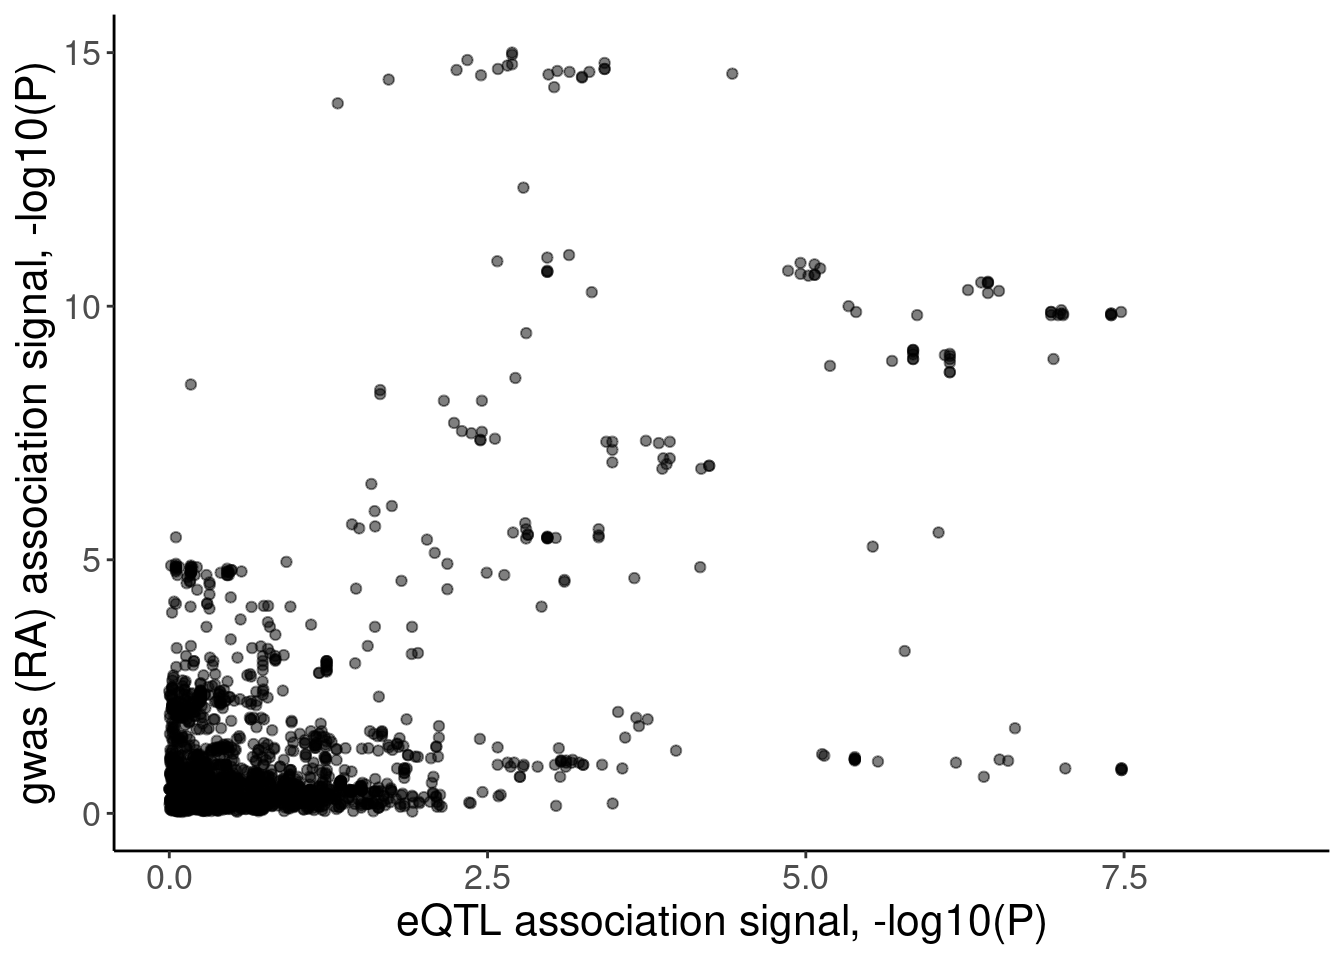 gwas (RA) association signal, -log10(P)
15
10
5
0
0.0 2.5 5.0 7.5
eQTL association signal, -log10(P)